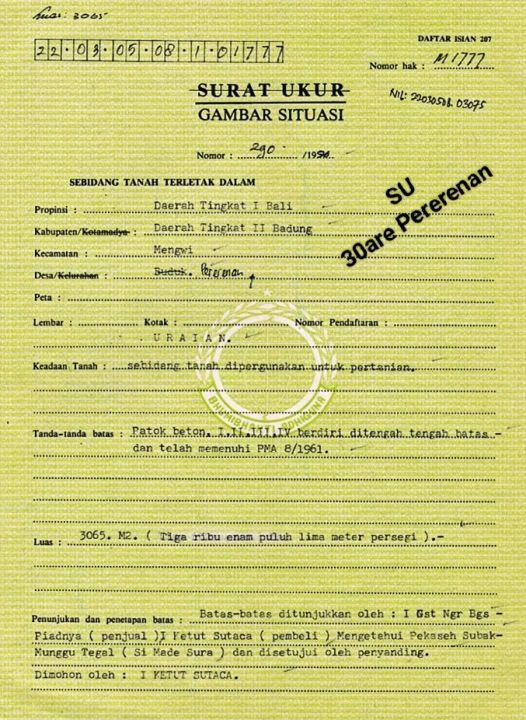 Luas: 3065
22.03.05.08.1.01777
DAFTAR ISIAN 207
Nomor hak : M 1777
SURAT UKUR
GAMBAR SITUASI
NIL: 22030508.03075
Nomor : 290 /1990
SEBIDANG TANAH TERLETAK DALAM
SU
30are Pererenan
Propinsi : Daerah Tingkat I Bali
Kabupaten/Kotamadya : Daerah Tingkat II Badung
Kecamatan : Mengwi
Desa/Kelurahan : Buduk. Pererenan
Peta :
Lembar : Kotak : Nomor Pendaftaran :
URAIAN.
Keadaan Tanah : sebidang tanah dipergunakan untuk pertanian.
Tanda-tanda batas : Patok beton. I.II.III.IV berdiri ditengah tengah batas -
dan telah memenuhi PMA 8/1961.
Luas : 3065. M2. ( Tiga ribu enam puluh lima meter persegi ).-
Penunjukan dan penetapan batas : Batas-batas ditunjukkan oleh : I Gst Ngr Bgs -
Piadnya ( penjual )I Ketut Sutaca ( pembeli ) Mengetehui Pekaseh Subak-
Munggu Tegal ( Si Made Sura ) dan disetujui oleh penyanding.
Dimohon oleh : I KETUT SUTACA.